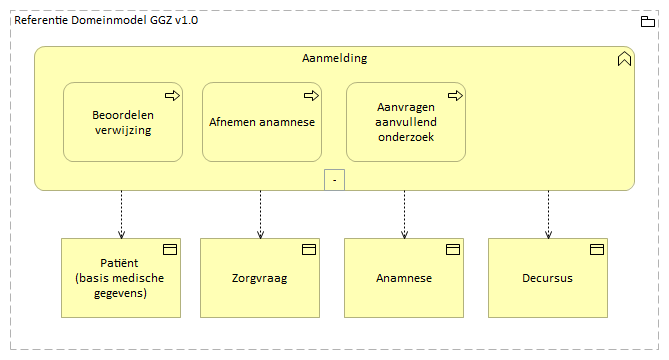 Referentie Domeinmodel GGZ v1.0
Aanmelding
Beoordelen
verwijzing
Afnemen anamnese
Aanvragen
aanvullend
onderzoek
-
Patiënt
(basis medische
gegevens)
Zorgvraag
Anamnese
Decursus